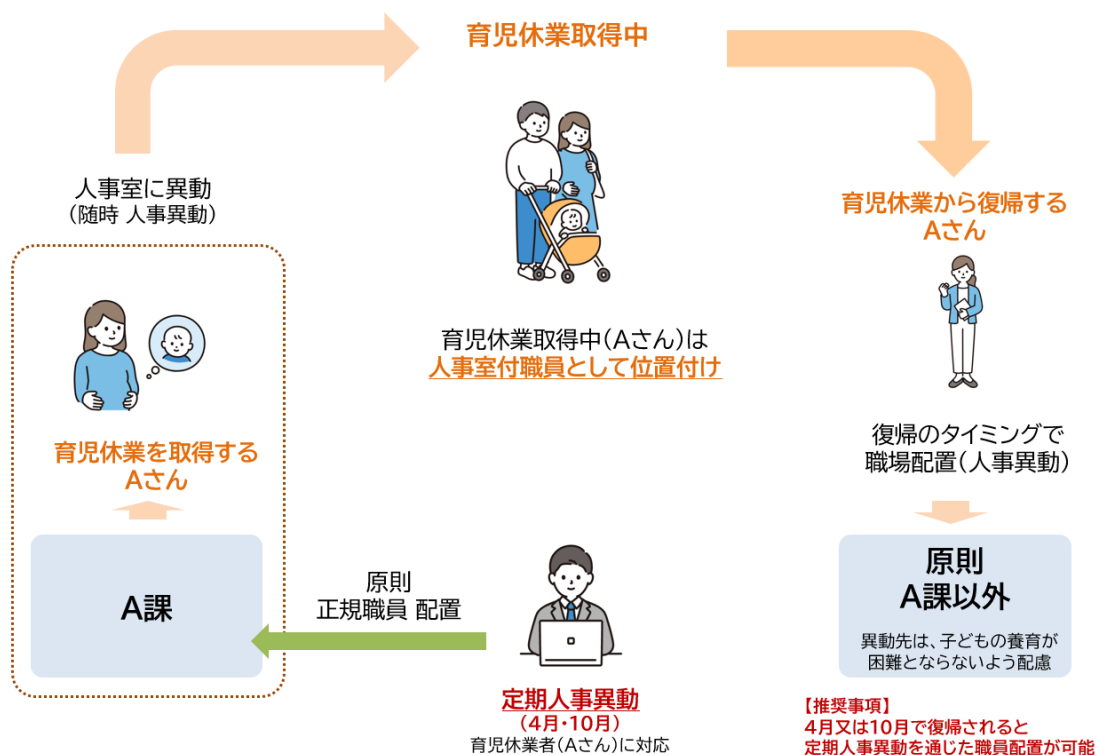 育児休業取得中
人事室に異動
(随時 人事異動)
育児休業から復帰する
Aさん
育児休業取得中(Aさん)は
人事室付職員として位置付け
育児休業を取得する
Aさん
復帰のタイミングで
職場配置(人事異動)
A課
原則
正規職員 配置
原則
A課以外
異動先は、子どもの養育が
困難とならないよう配慮
定期人事異動
(4月・10月)
育児休業者(Aさん)に対応
【推奨事項】
4月又は10月で復帰されると
定期人事異動を通じた職員配置が可能